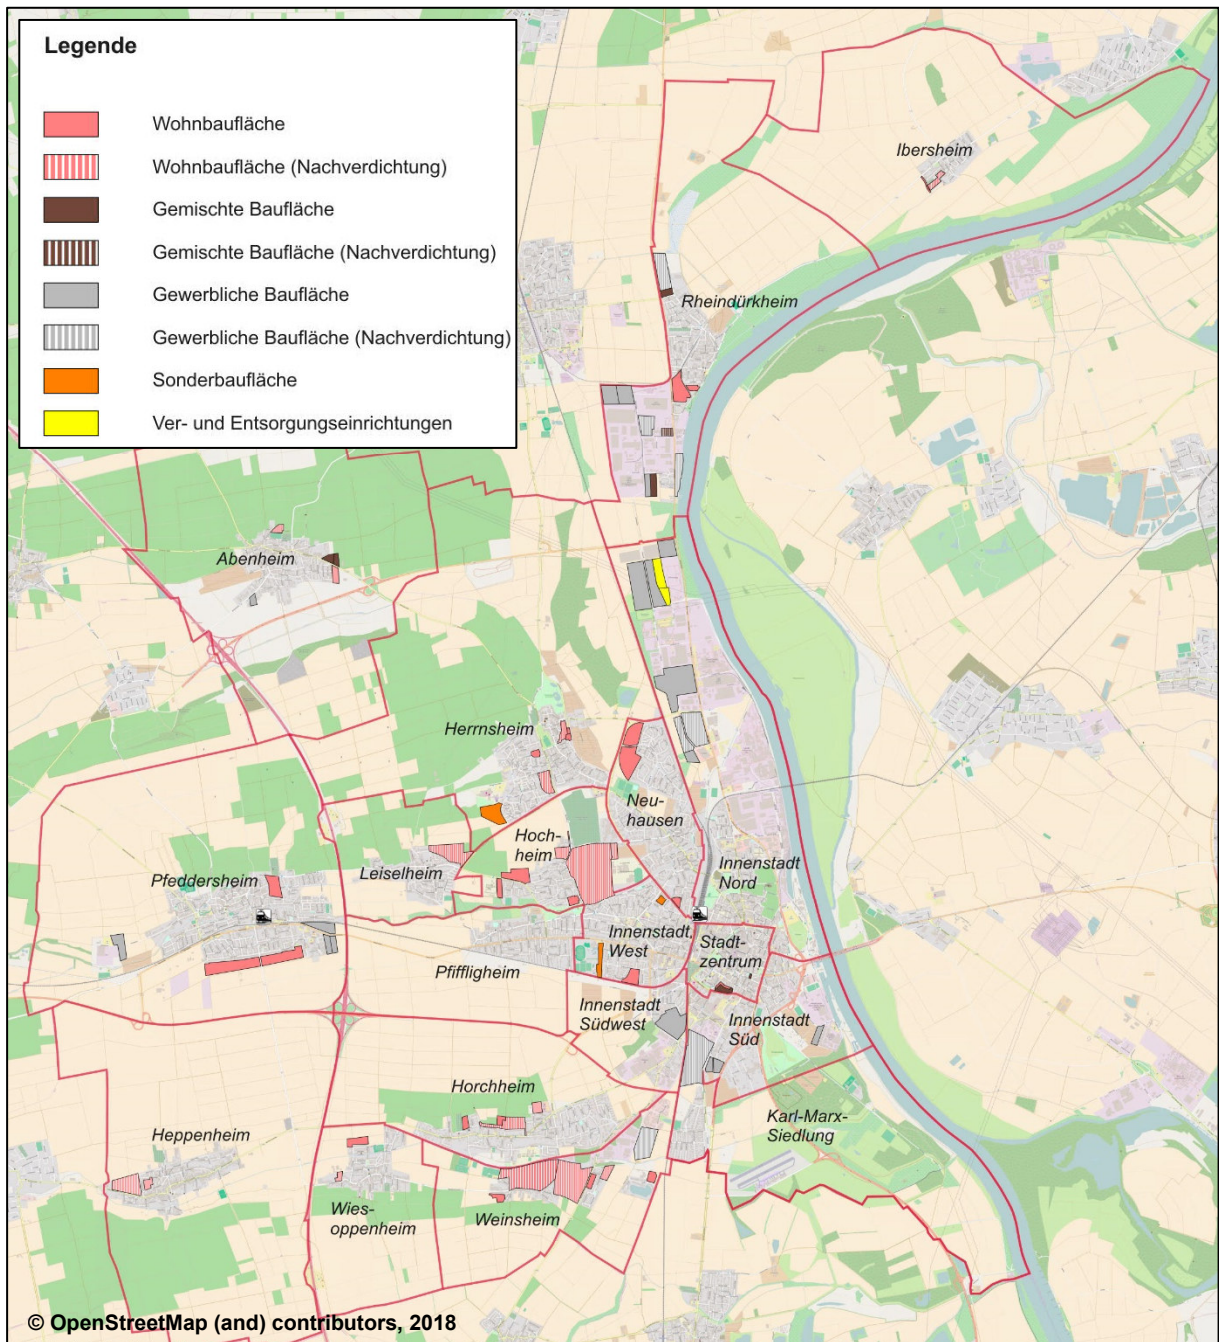 Legende
Wohnbaufläche
Wohnbaufläche (Nachverdichtung)
Gemischte Baufläche
Gemischte Baufläche (Nachverdichtung)
Gewerbliche Baufläche
Gewerbliche Baufläche (Nachverdichtung)
Sonderbaufläche
Ver- und Entsorgungseinrichtungen
Ibersheim
Rheindürkheim
Abenheim
Herrnsheim
Neu-
hausen
Hoch-
heim
Leiselheim
Pfeddersheim
Innenstadt
Nord
Innenstadt
West
Stadt-
zentrum
Pfiffligheim
Innenstadt
Südwest
Innenstadt
Süd
Horchheim
Karl-Marx-
Siedlung
Heppenheim
Wies-
oppenheim
Weinsheim
© OpenStreetMap (and) contributors, 2018